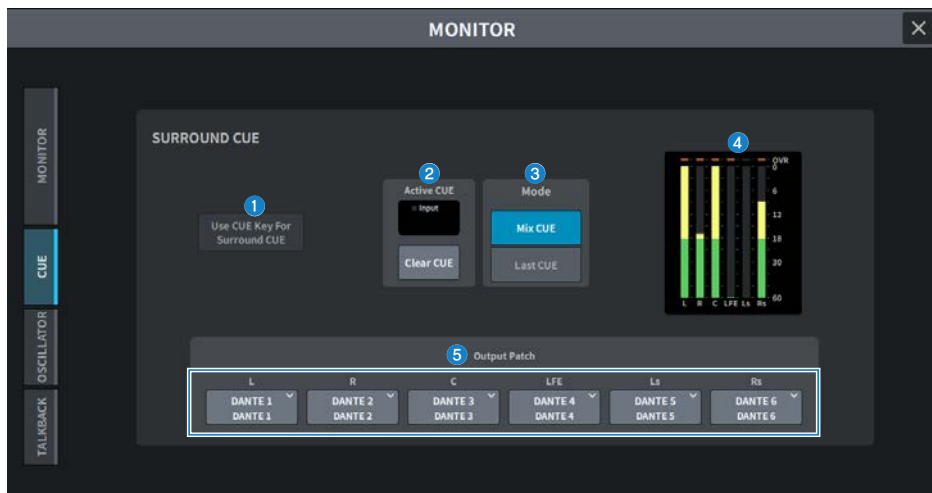 MONITOR
MONITOR
CUE
OSCILLATOR
TALKBACK
SURROUND CUE
1
Use CUE Key For
Surround CUE
2
Active CUE
Input
Clear CUE
3
Mode
Mix CUE
Last CUE
4
OVR
0
6
12
18
30
60
L R C LFE Ls Rs
5 Output Patch
L R C LFE Ls Rs
DANTE 1 DANTE 2 DANTE 3 DANTE 4 DANTE 5 DANTE 6
DANTE 1 DANTE 2 DANTE 3 DANTE 4 DANTE 5 DANTE 6